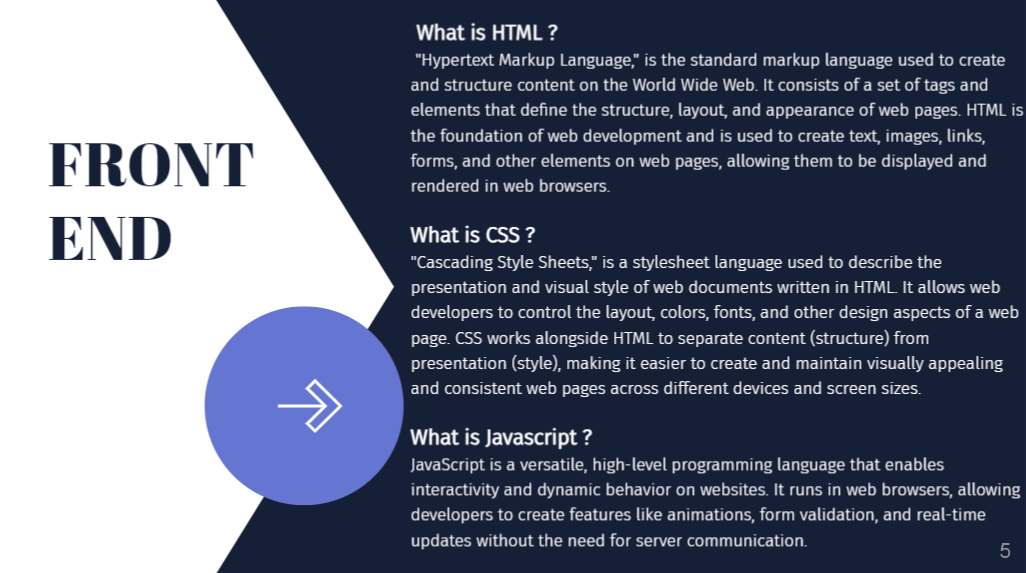 FRONT
END
What is HTML ?
"Hypertext Markup Language," is the standard markup language used to create
and structure content on the World Wide Web. It consists of a set of tags and
elements that define the structure, layout, and appearance of web pages. HTML is
the foundation of web development and is used to create text, images, links,
forms, and other elements on web pages, allowing them to be displayed and
rendered in web browsers.
What is CSS ?
"Cascading Style Sheets," is a stylesheet language used to describe the
presentation and visual style of web documents written in HTML. It allows web
developers to control the layout, colors, fonts, and other design aspects of a web
page. CSS works alongside HTML to separate content (structure) from
presentation (style), making it easier to create and maintain visually appealing
and consistent web pages across different devices and screen sizes.
What is Javascript ?
JavaScript is a versatile, high-level programming language that enables
interactivity and dynamic behavior on websites. It runs in web browsers, allowing
developers to create features like animations, form validation, and real-time
updates without the need for server communication.
5